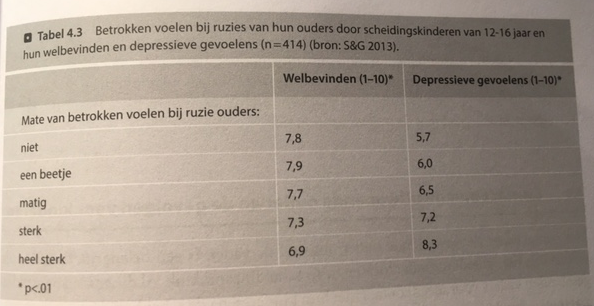 Tabel 4.3 Betrokken voelen bij ruzies van hun ouders door scheidingskinderen van 12-16 jaar en
hun welbevinden en depressieve gevoelens (n=414) (bron: S&G 2013).
Welbevinden (1–10)* Depressieve gevoelens (1–10)*
Mate van betrokken voelen bij ruzie ouders:
niet 7,8 5,7
een beetje 7,9 6,0
matig 7,7 6,5
sterk 7,3 7,2
heel sterk 6,9 8,3
*p<.01